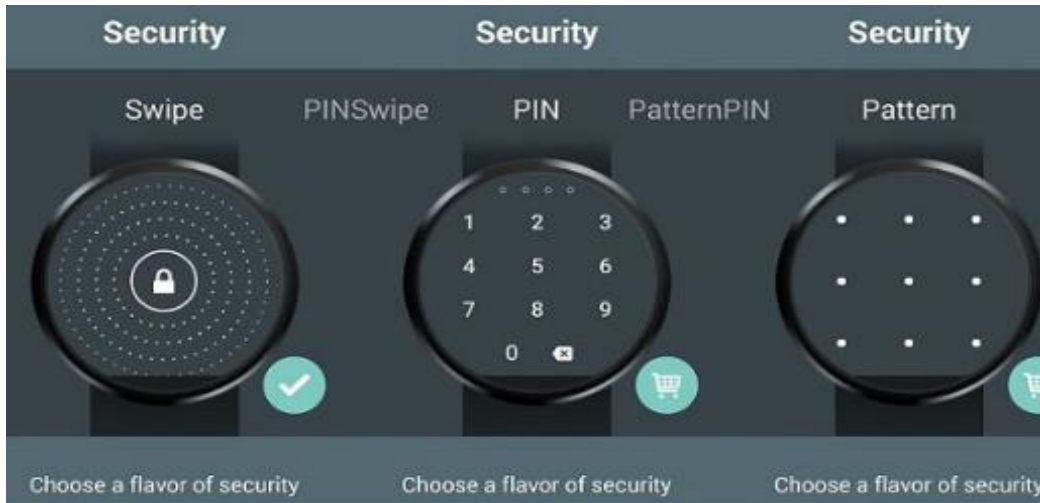 Security
Security
Security
Swipe
PINSwipe
PIN
PatternPIN
Pattern
1 2 3
4 5 6
7 8 9
0
Choose a flavor of security
Choose a flavor of security
Choose a flavor of security